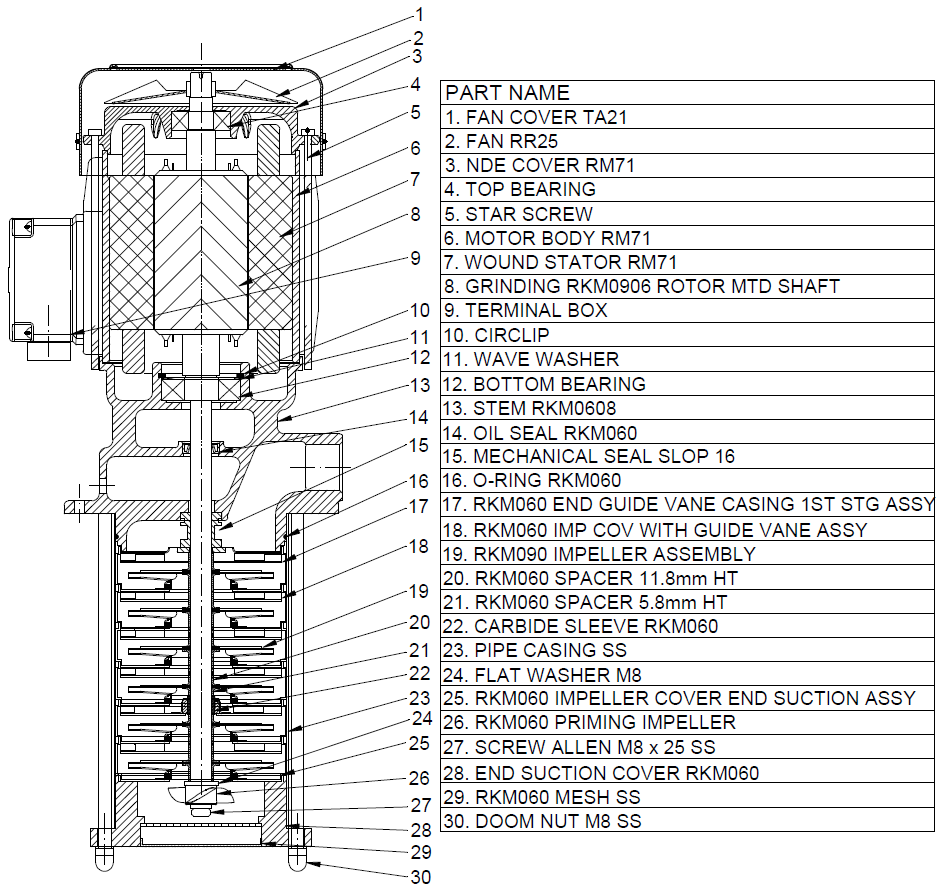 1
2
3
4
5
6
7
8
9
10
11
12
13
14
15
16
17
18
19
20
21
22
23
24
25
26
27
28
29
30
PART NAME
1. FAN COVER TA21
2. FAN RR25
3. NDE COVER RM71
4. TOP BEARING
5. STAR SCREW
6. MOTOR BODY RM71
7. WOUND STATOR RM71
8. GRINDING RKM0906 ROTOR MTD SHAFT
9. TERMINAL BOX
10. CIRCLIP
11. WAVE WASHER
12. BOTTOM BEARING
13. STEM RKM0608
14. OIL SEAL RKM060
15. MECHANICAL SEAL SLOP 16
16. O-RING RKM060
17. RKM060 END GUIDE VANE CASING 1ST STG ASSY
18. RKM060 IMP COV WITH GUIDE VANE ASSY
19. RKM090 IMPELLER ASSEMBLY
20. RKM060 SPACER 11.8mm HT
21. RKM060 SPACER 5.8mm HT
22. CARBIDE SLEEVE RKM060
23. PIPE CASING SS
24. FLAT WASHER M8
25. RKM060 IMPELLER COVER END SUCTION ASSY
26. RKM060 PRIMING IMPELLER
27. SCREW ALLEN M8 x 25 SS
28. END SUCTION COVER RKM060
29. RKM060 MESH SS
30. DOOM NUT M8 SS